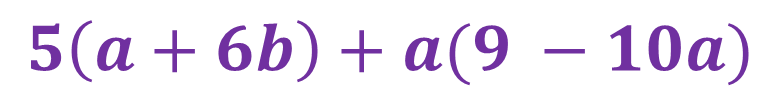 5(a + 6b) + a(9 − 10a)